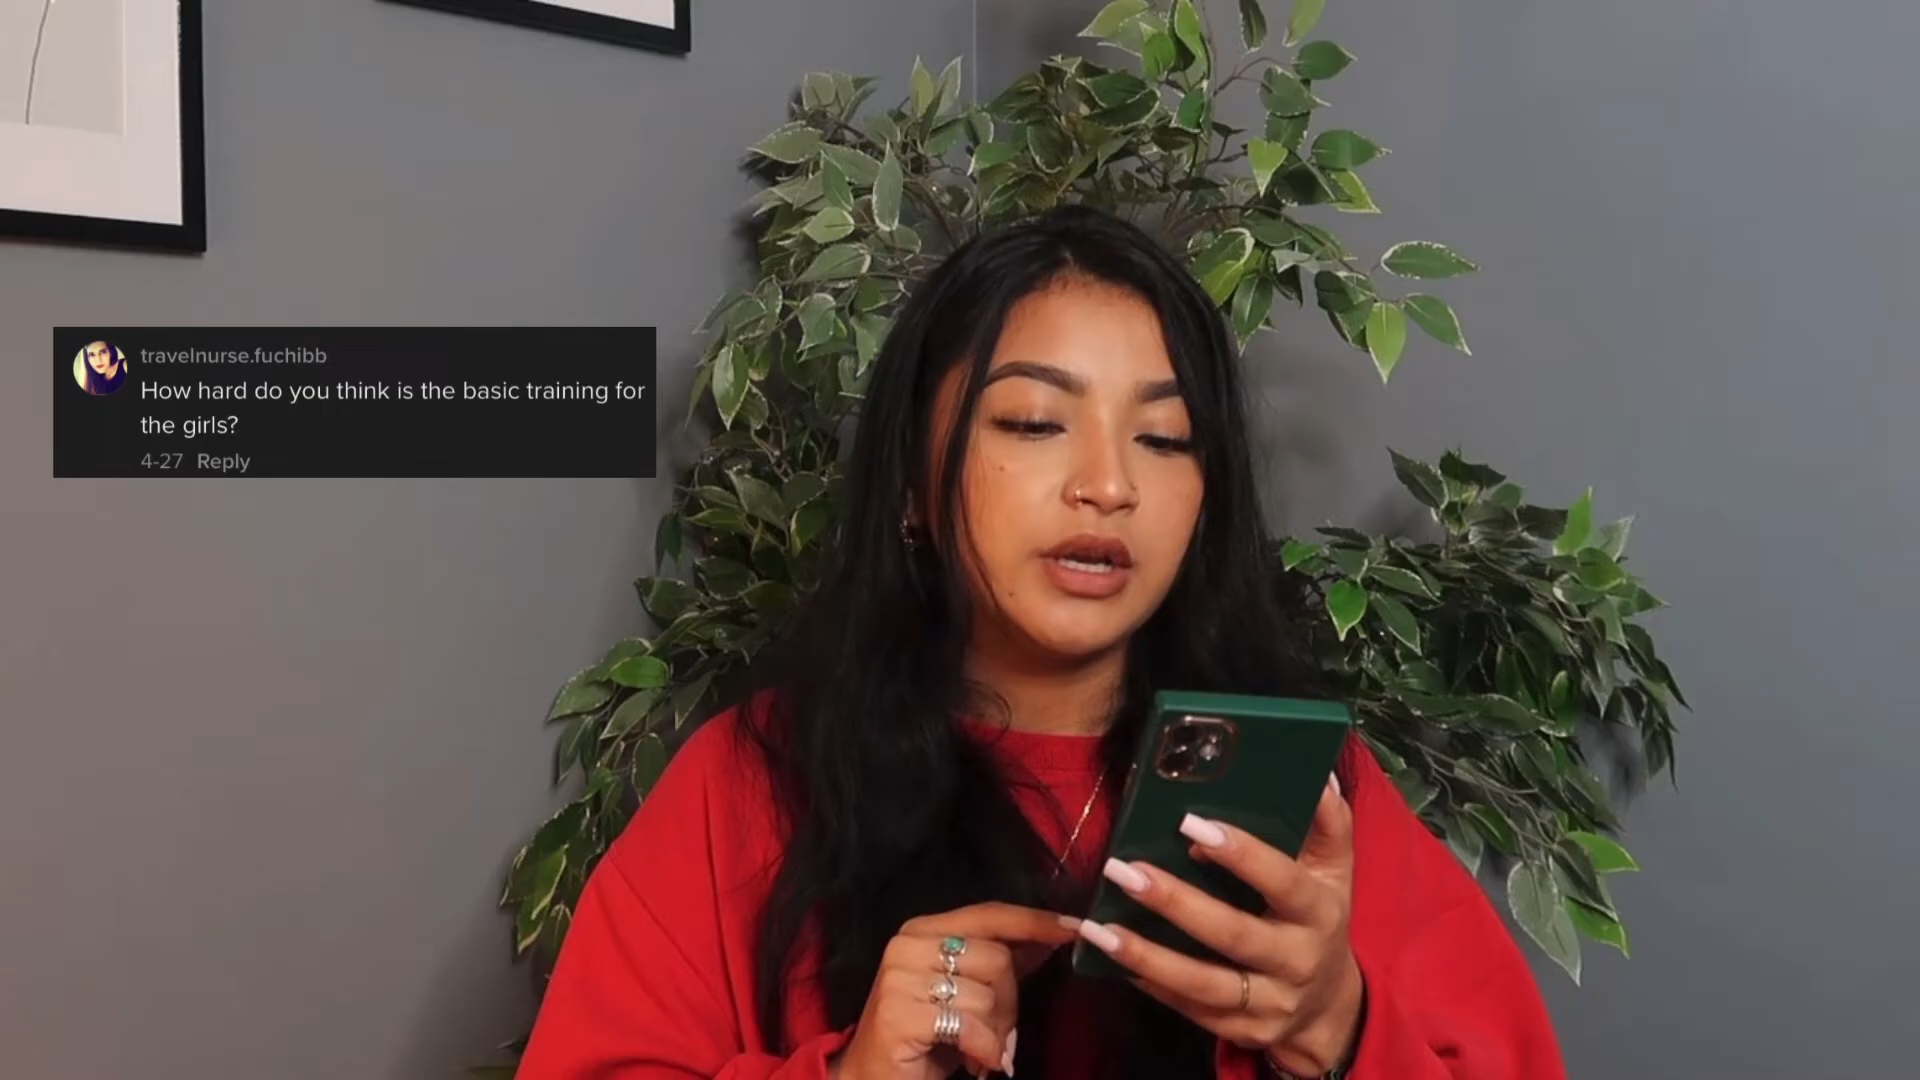 travelnurse.fuchibb
How hard do you think is the basic training for
the girls?
4-27 Reply